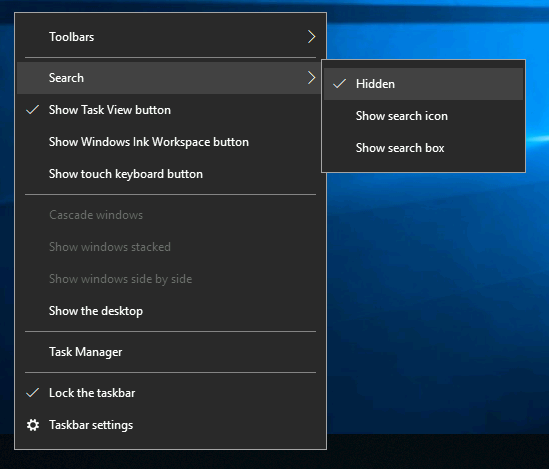 Toolbars
Search
Show Task View button
Show Windows Ink Workspace button
Show touch keyboard button
Cascade windows
Show windows stacked
Show windows side by side
Show the desktop
Task Manager
Lock the taskbar
Taskbar settings
Hidden
Show search icon
Show search box